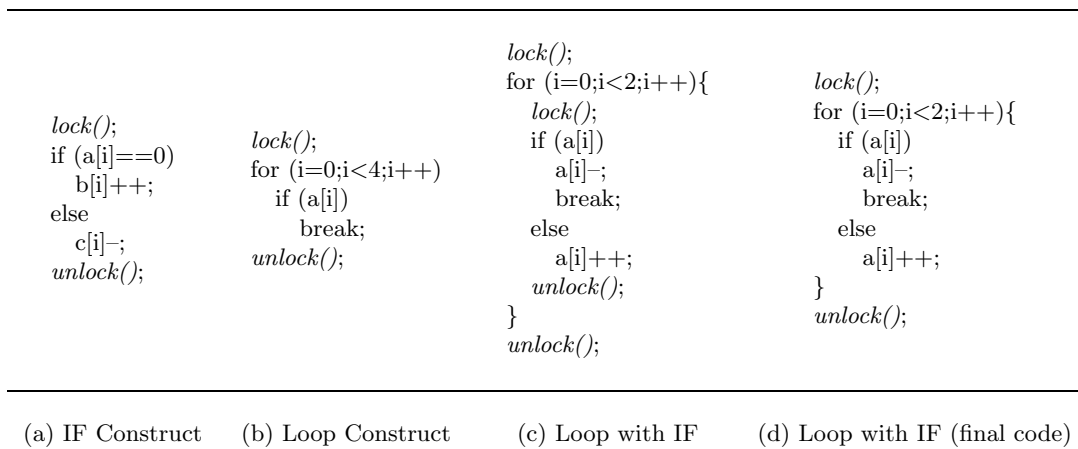 lock();
if (a[i]==0)
b[i]++;
else
c[i]–;
unlock();
lock();
for (i=0;i<4;i++)
if (a[i])
break;
unlock();
lock();
for (i=0;i<2;i++){
lock();
if (a[i])
a[i]–;
break;
else
a[i]++;
unlock();
}
unlock();
lock();
for (i=0;i<2;i++){
if (a[i])
a[i]–;
break;
else
a[i]++;
}
unlock();
(a) IF Construct
(b) Loop Construct
(c) Loop with IF
(d) Loop with IF (final code)